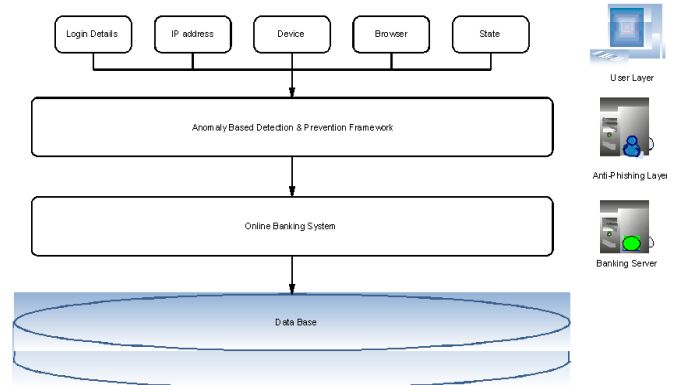 Login Details
IP address
Device
Browser
State
User Layer
Anomaly Based Detection & Prevention Framework
Anti-Phishing Layer
Online Banking System
Banking Server
Data Base